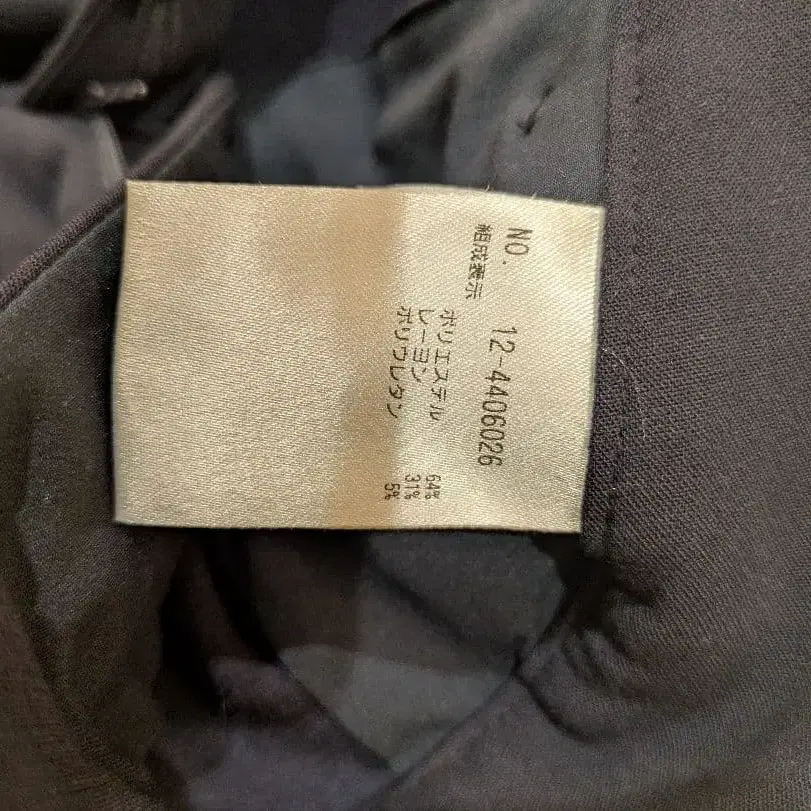 NO. 12-4406026
組成表示
ポリエステル 64%
レーヨン 31%
ポリウレタン 5%